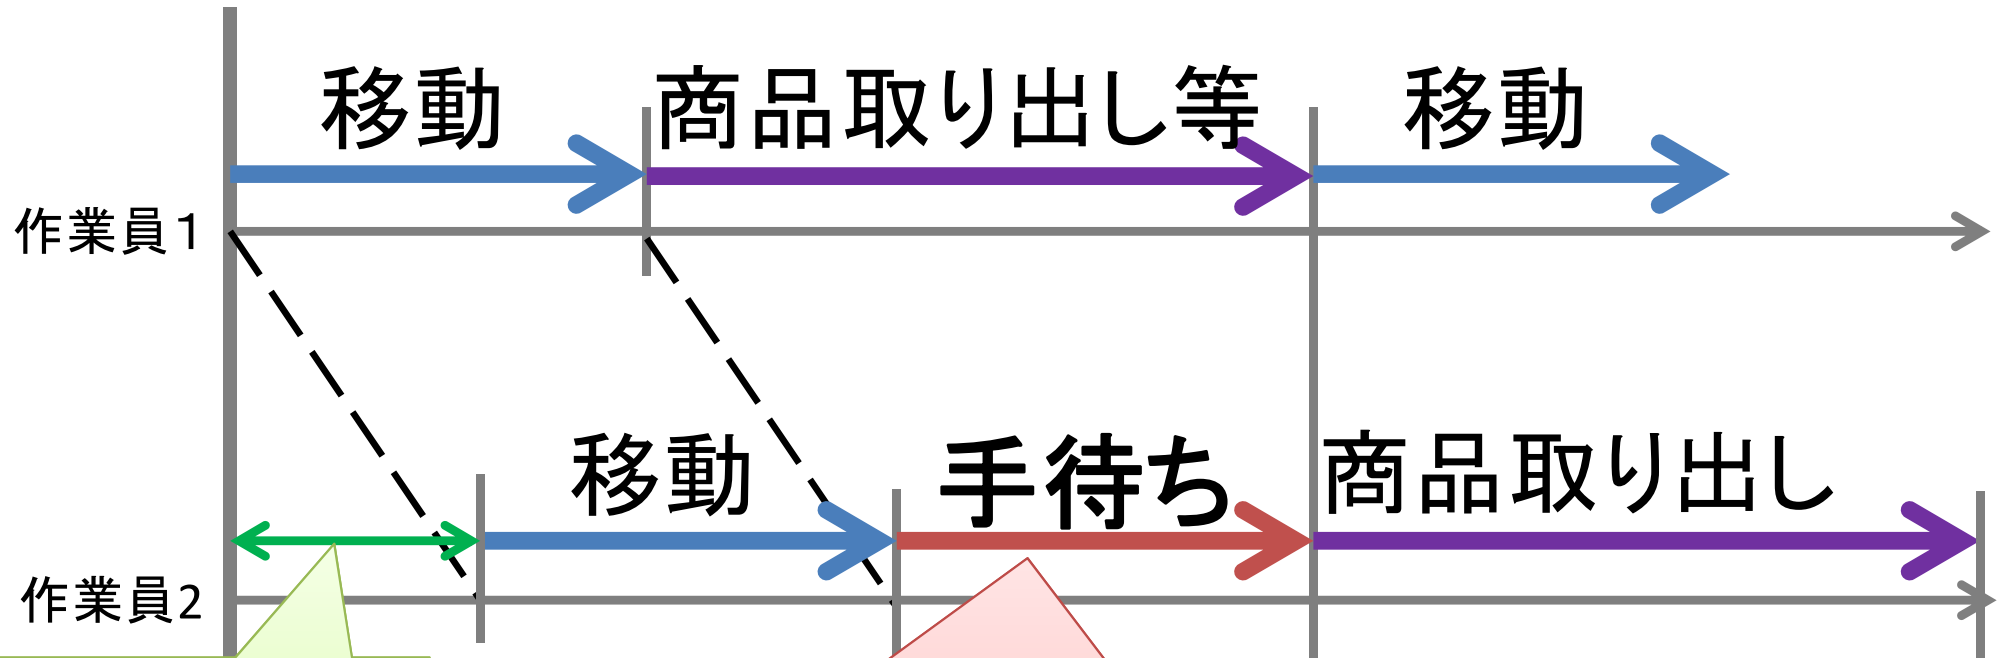 移動 商品取り出し等 移動
作業員１
移動 手待ち 商品取り出し
作業員2